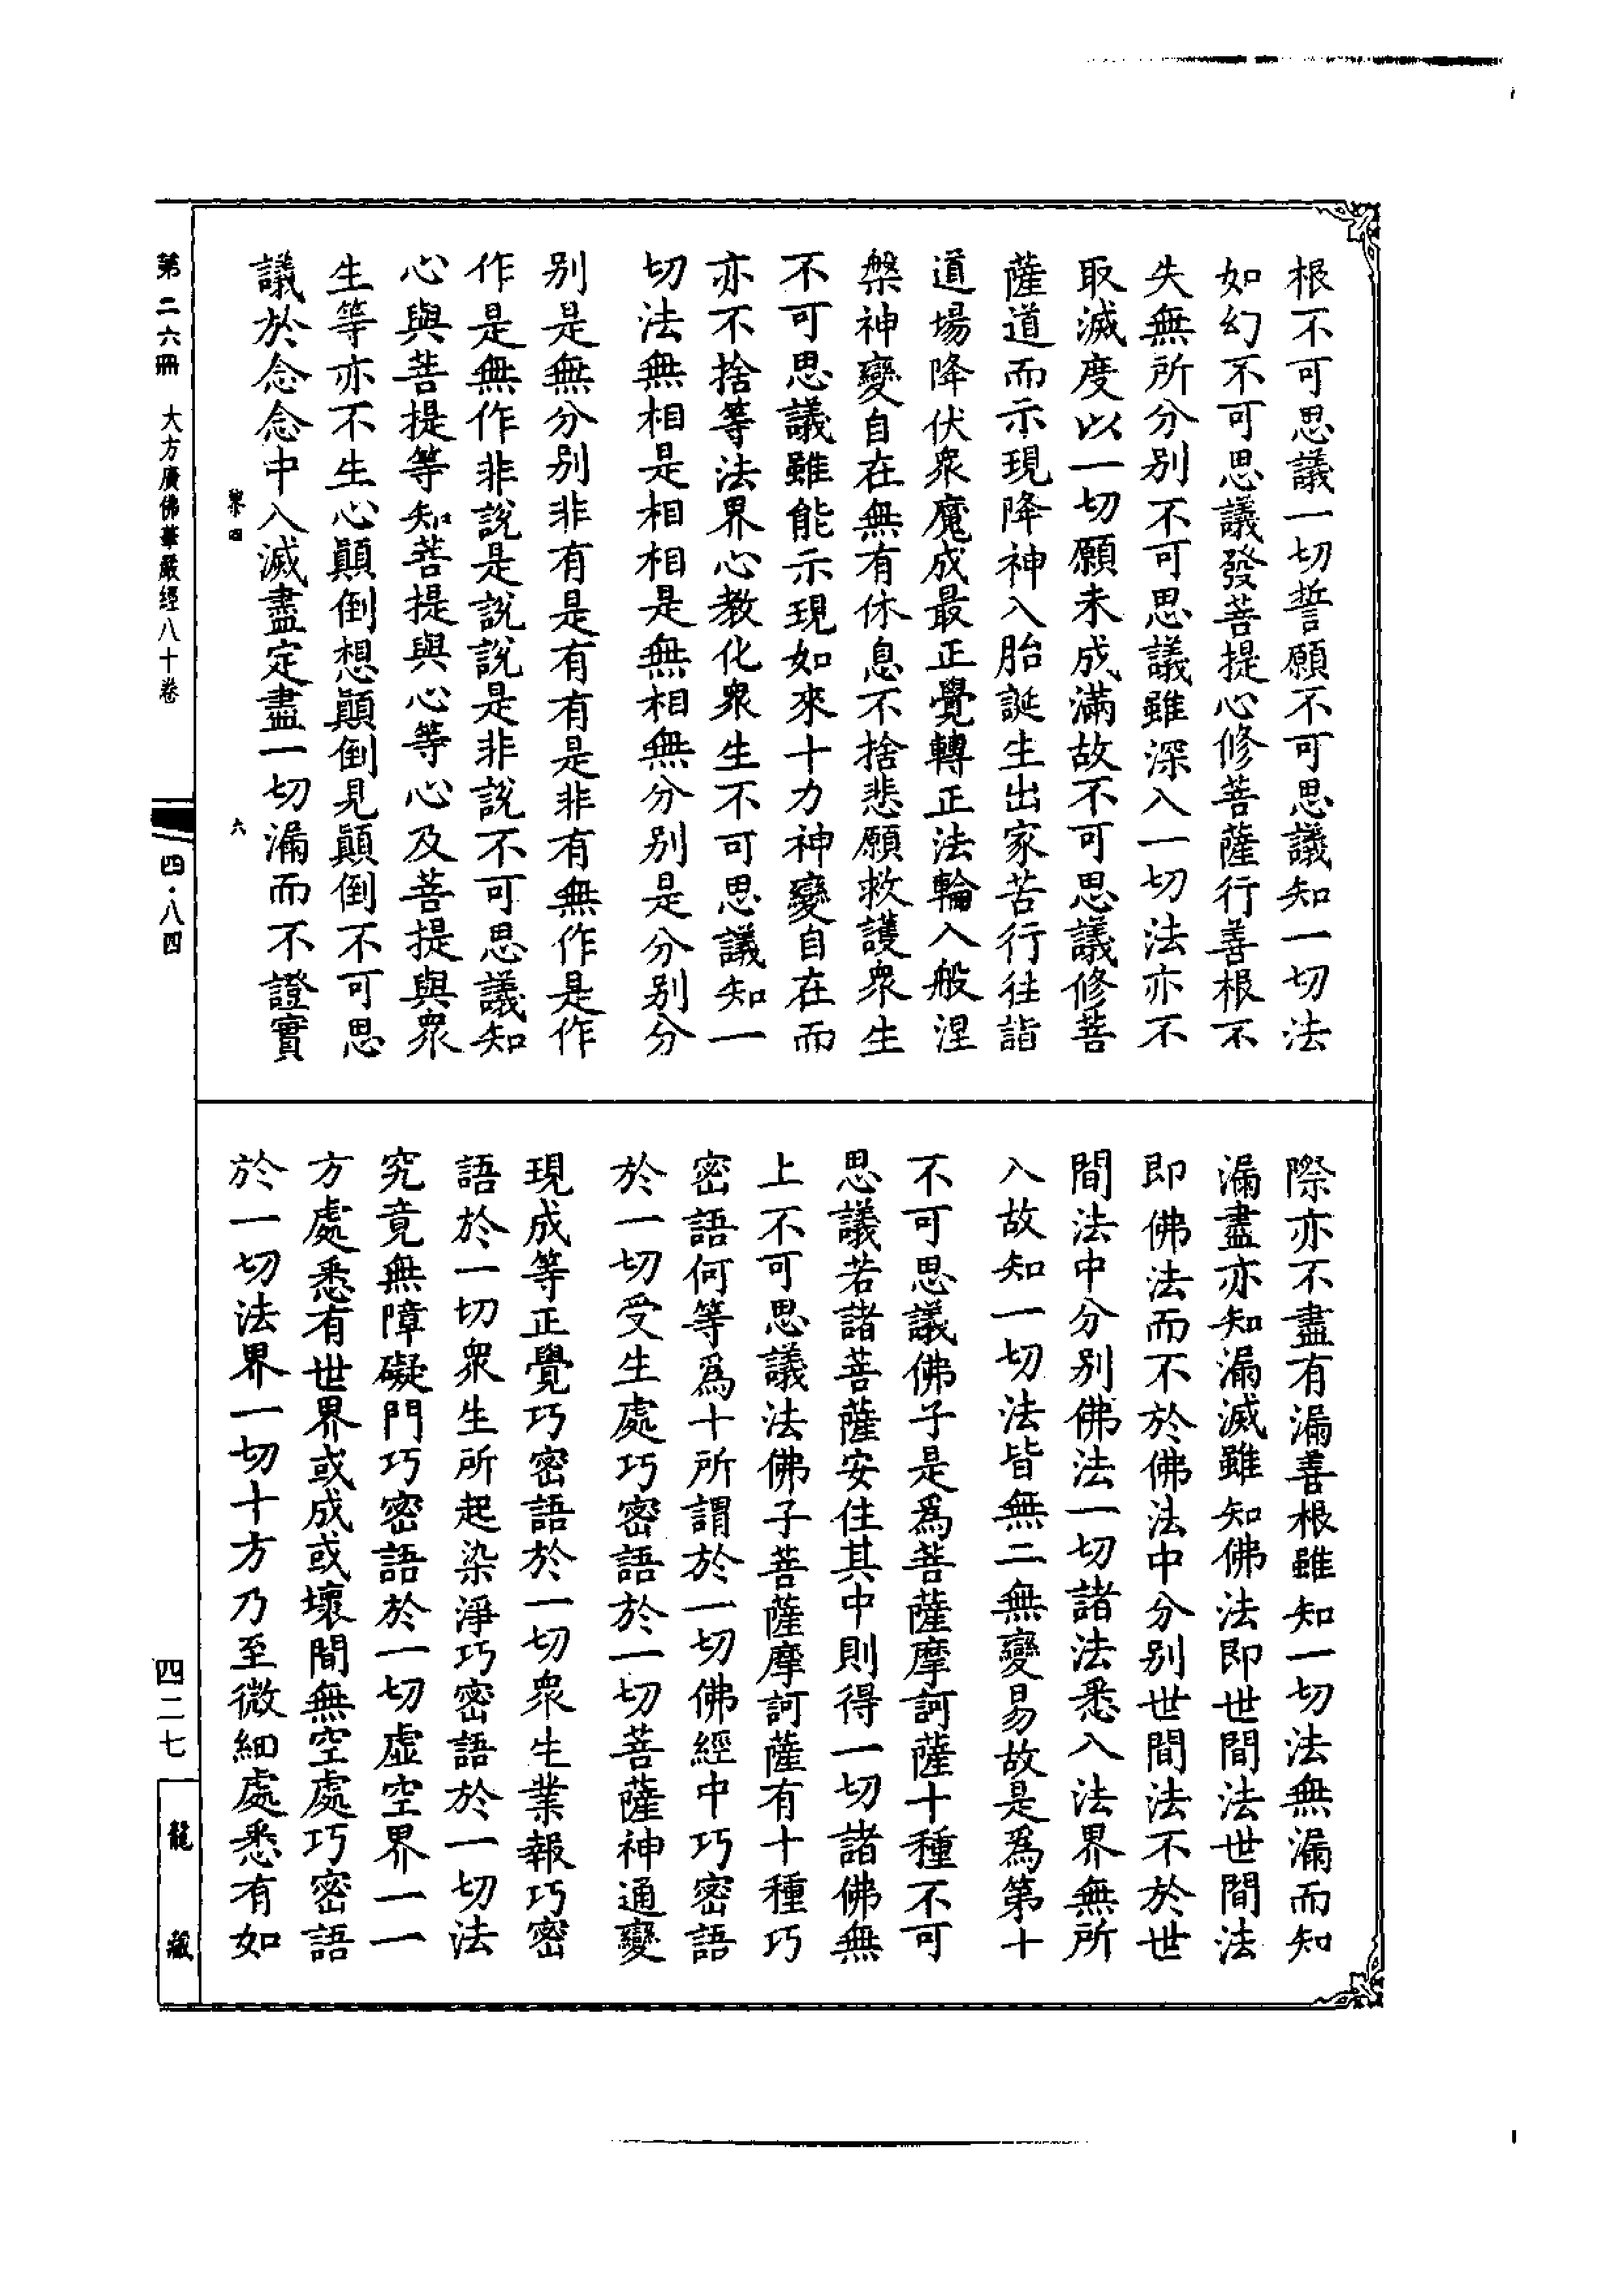 根不可思議一切誓願不可思議知一切法
如幻不可思議發菩提心修菩薩行善根不
失無所分别不可思議雖深入一切法亦不
取滅度以一切願未成滿故不可思議修菩
薩道而示現降神入胎誕生出家苦行往詣
道場降伏衆魔成最正覺轉正法輪入般涅
槃神變自在無有休息不捨悲願救護衆生
不可思議雖能示現如來十力神變自在而
亦不捨等法界心教化衆生不可思議知一
切法無相是相相是無相無分别是分别分
别是無分别非有是有有是非有無作是作
作是無作非說是說說是非說不可思議知
心與菩提等知菩提與心等心及菩提與衆
生等亦不生心顛倒想顛倒見顛倒不可思
議於念念中入滅盡定盡一切漏而不證實
際亦不盡有漏善根雖知一切法無漏而知
漏盡亦知漏滅雖知佛法即世間法世間法
即佛法而不於佛法中分别世間法不於世
間法中分别佛法一切諸法悉入法界無所
入故知一切法皆無二無變易故是爲第十
不可思議佛子是爲菩薩摩訶薩十種不可
思議若諸菩薩安住其中則得一切諸佛無
上不可思議法佛子菩薩摩訶薩有十種巧
密語何等爲十所謂於一切佛經中巧密語
於一切受生處巧密語於一切菩薩神通變
現成等正覺巧密語於一切衆生業報巧密
語於一切衆生所起染淨巧密語於一切法
究竟無障礙門巧密語於一切虛空界一一
方處悉有世界或成或壞間無空處巧密語
於一切法界一切十方乃至微細處悉有如
黎四 六
第二六冊 大方廣佛華嚴經八十卷
四·八四
四二七
龍藏